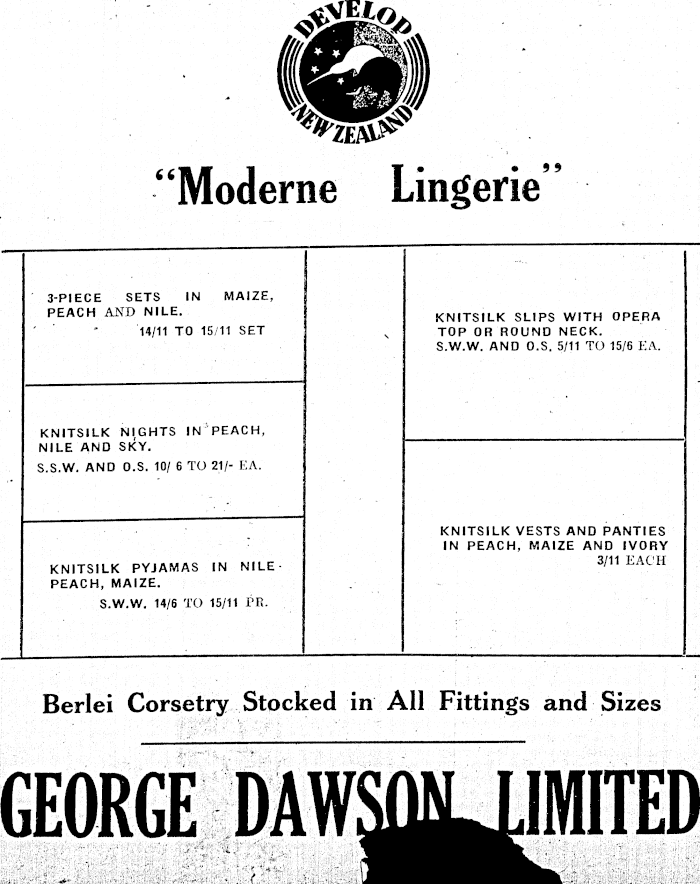 DEVELOP
NEW ZEALAND
"Moderne Lingerie"
3-PIECE SETS IN MAIZE,
PEACH AND NILE.
14/11 TO 15/11 SET
KNITSILK NIGHTS IN PEACH,
NILE AND SKY.
S.S.W. AND O.S. 10/6 TO 21/- EA.
KNITSILK PYJAMAS IN NILE-
PEACH, MAIZE.
S.W.W. 14/6 TO 15/11 PR.
KNITSILK SLIPS WITH OPERA
TOP OR ROUND NECK.
S.W.W. AND O.S. 5/11 TO 15/6 EA.
KNITSILK VESTS AND PANTIES
IN PEACH, MAIZE AND IVORY
3/11 EACH
Berlei Corsetry Stocked in All Fittings and Sizes
GEORGE DAWSON LIMITED